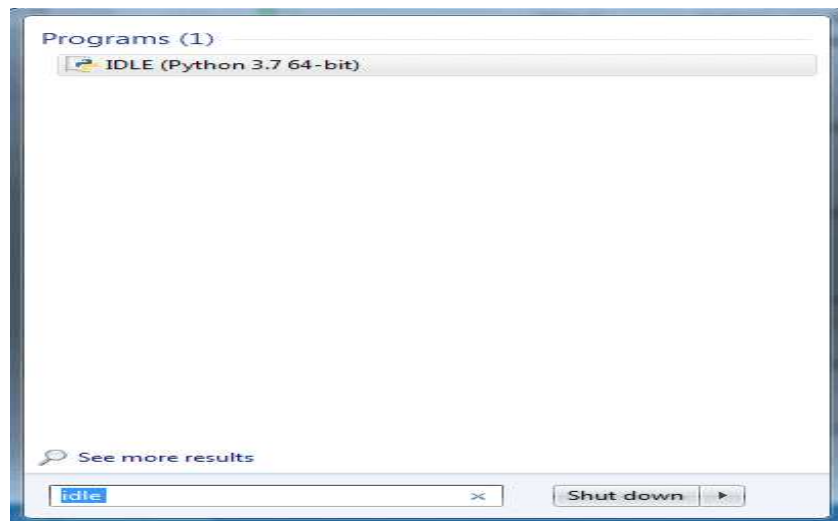 Programs (1)
IDLE (Python 3.7 64-bit)
See more results
idle
Shut down